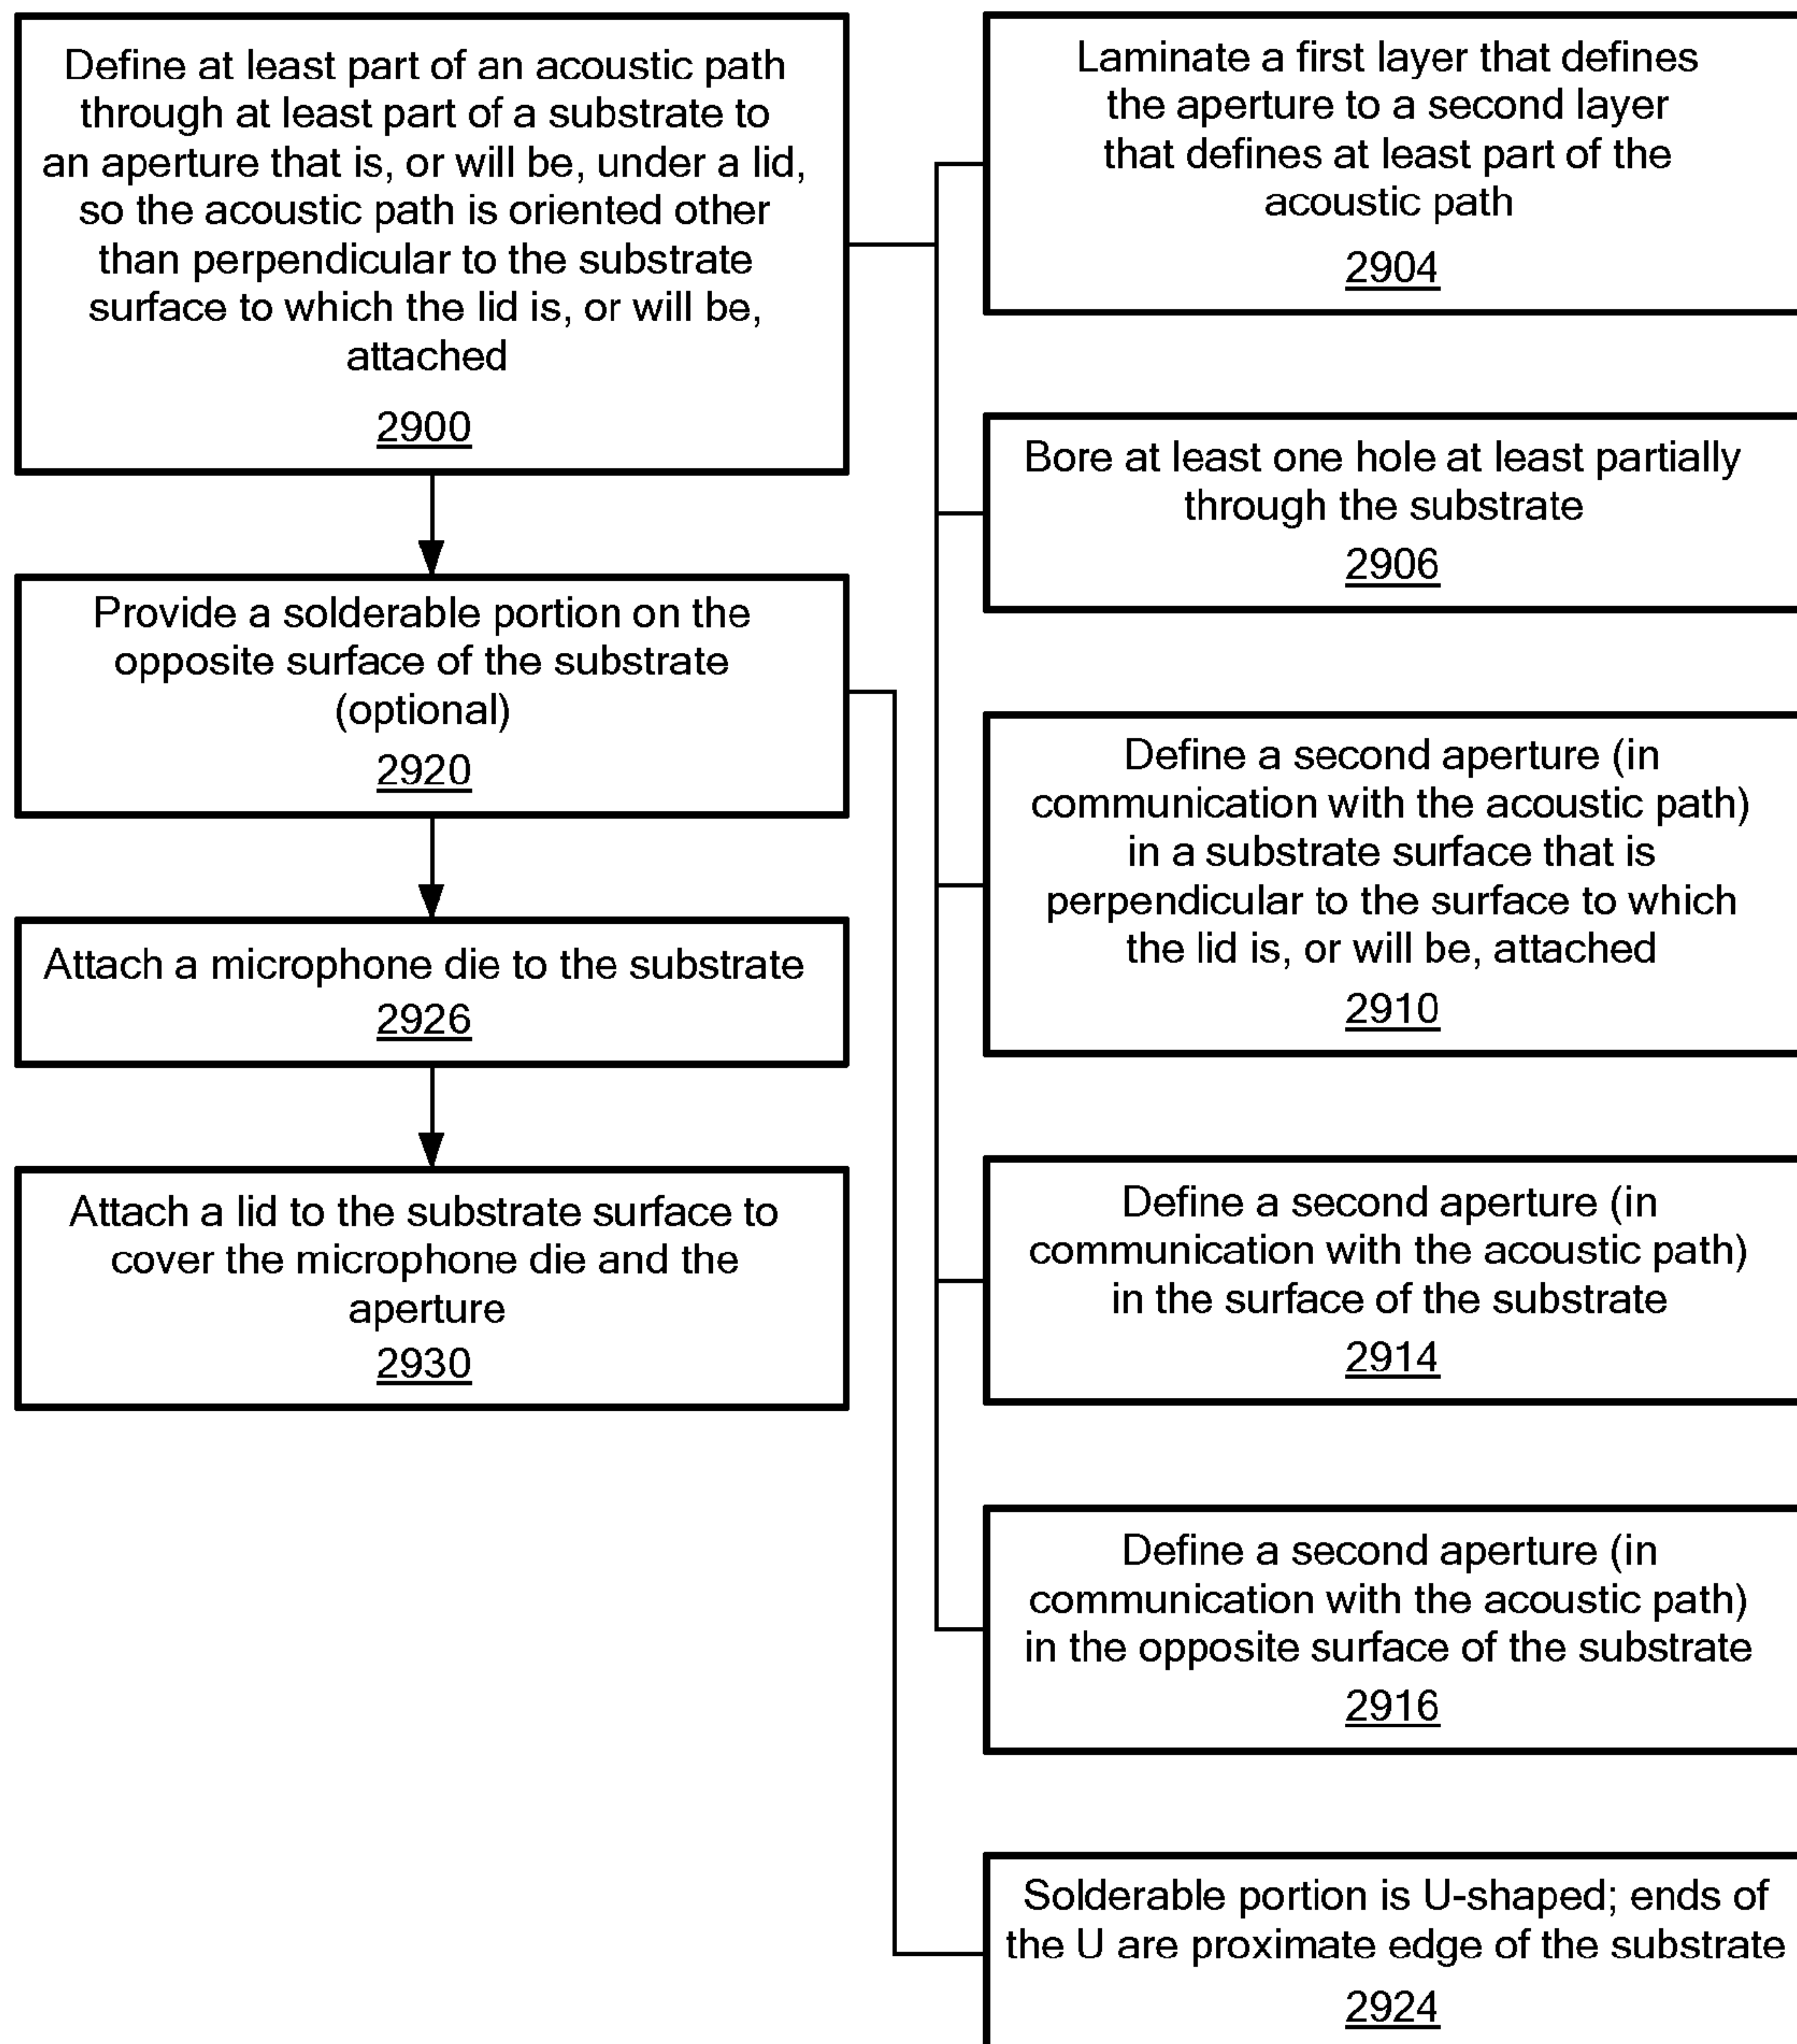 Define at least part of an acoustic path
through at least part of a substrate to
an aperture that is, or will be, under a lid,
so the acoustic path is oriented other
than perpendicular to the substrate
surface to which the lid is, or will be,
attached
2900
Provide a solderable portion on the
opposite surface of the substrate
(optional)
2920
Attach a microphone die to the substrate
2926
Attach a lid to the substrate surface to
cover the microphone die and the
aperture
2930
Laminate a first layer that defines
the aperture to a second layer
that defines at least part of the
acoustic path
2904
Bore at least one hole at least partially
through the substrate
2906
Define a second aperture (in
communication with the acoustic path)
in a substrate surface that is
perpendicular to the surface to which
the lid is, or will be, attached
2910
Define a second aperture (in
communication with the acoustic path)
in the surface of the substrate
2914
Define a second aperture (in
communication with the acoustic path)
in the opposite surface of the substrate
2916
Solderable portion is U-shaped; ends of
the U are proximate edge of the substrate
2924